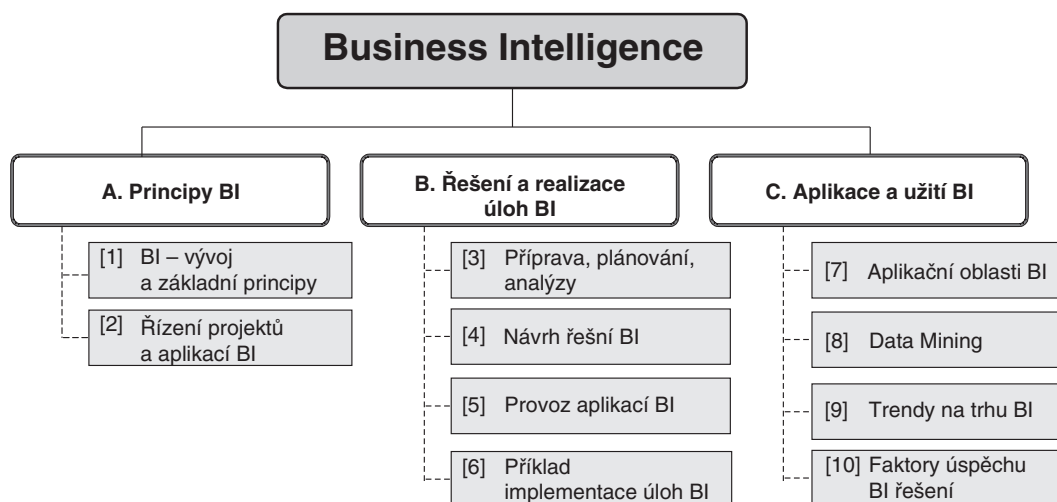 Business Intelligence
A. Principy BI
[1] BI – vývoj
a základní principy
[2] Řízení projektů
a aplikací BI
B. Řešení a realizace
úloh BI
[3] Příprava, plánování,
analýzy
[4] Návrh řešní BI
[5] Provoz aplikací BI
[6] Příklad
implementace úloh BI
C. Aplikace a užití BI
[7] Aplikační oblasti BI
[8] Data Mining
[9] Trendy na trhu BI
[10] Faktory úspěchu
BI řešení